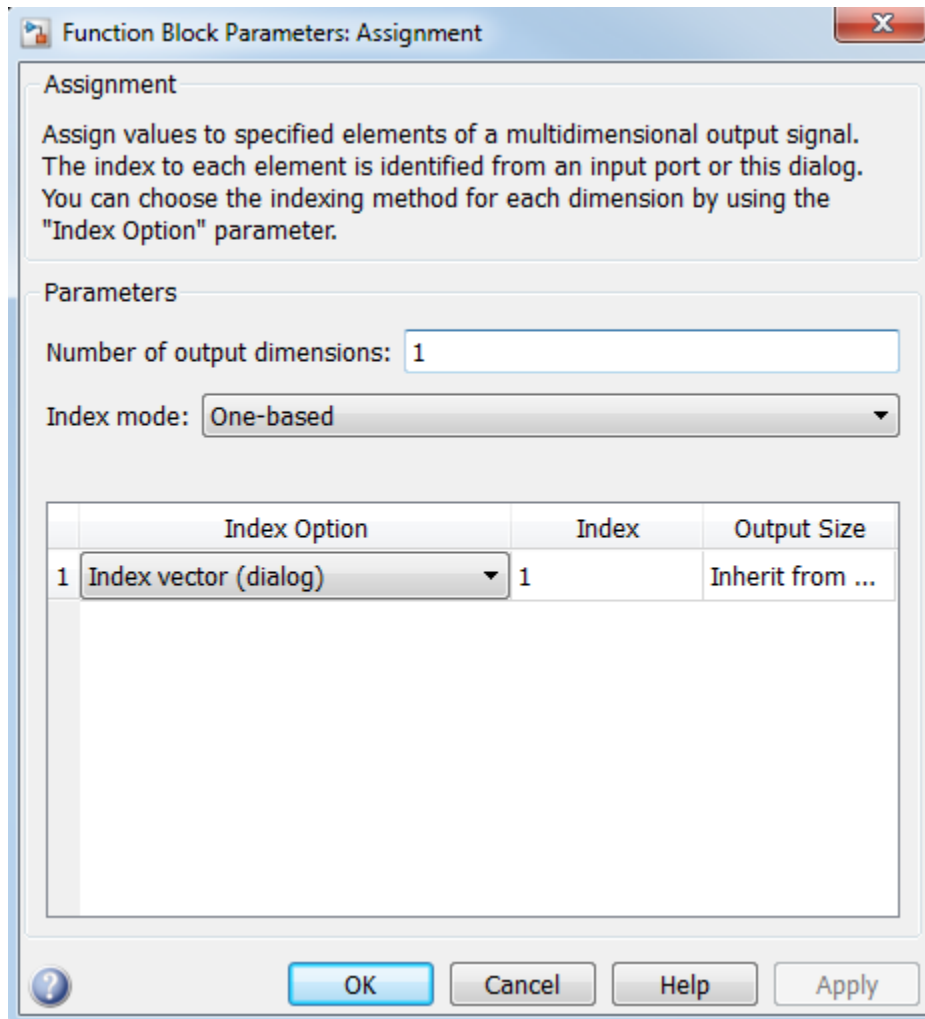 Function Block Parameters: Assignment
X
Assignment
Assign values to specified elements of a multidimensional output signal.
The index to each element is identified from an input port or this dialog.
You can choose the indexing method for each dimension by using the
"Index Option" parameter.
Parameters
Number of output dimensions: 1
Index mode: One-based
Index Option Index Output Size
1 Index vector (dialog) 1 Inherit from ...
? OK Cancel Help Apply